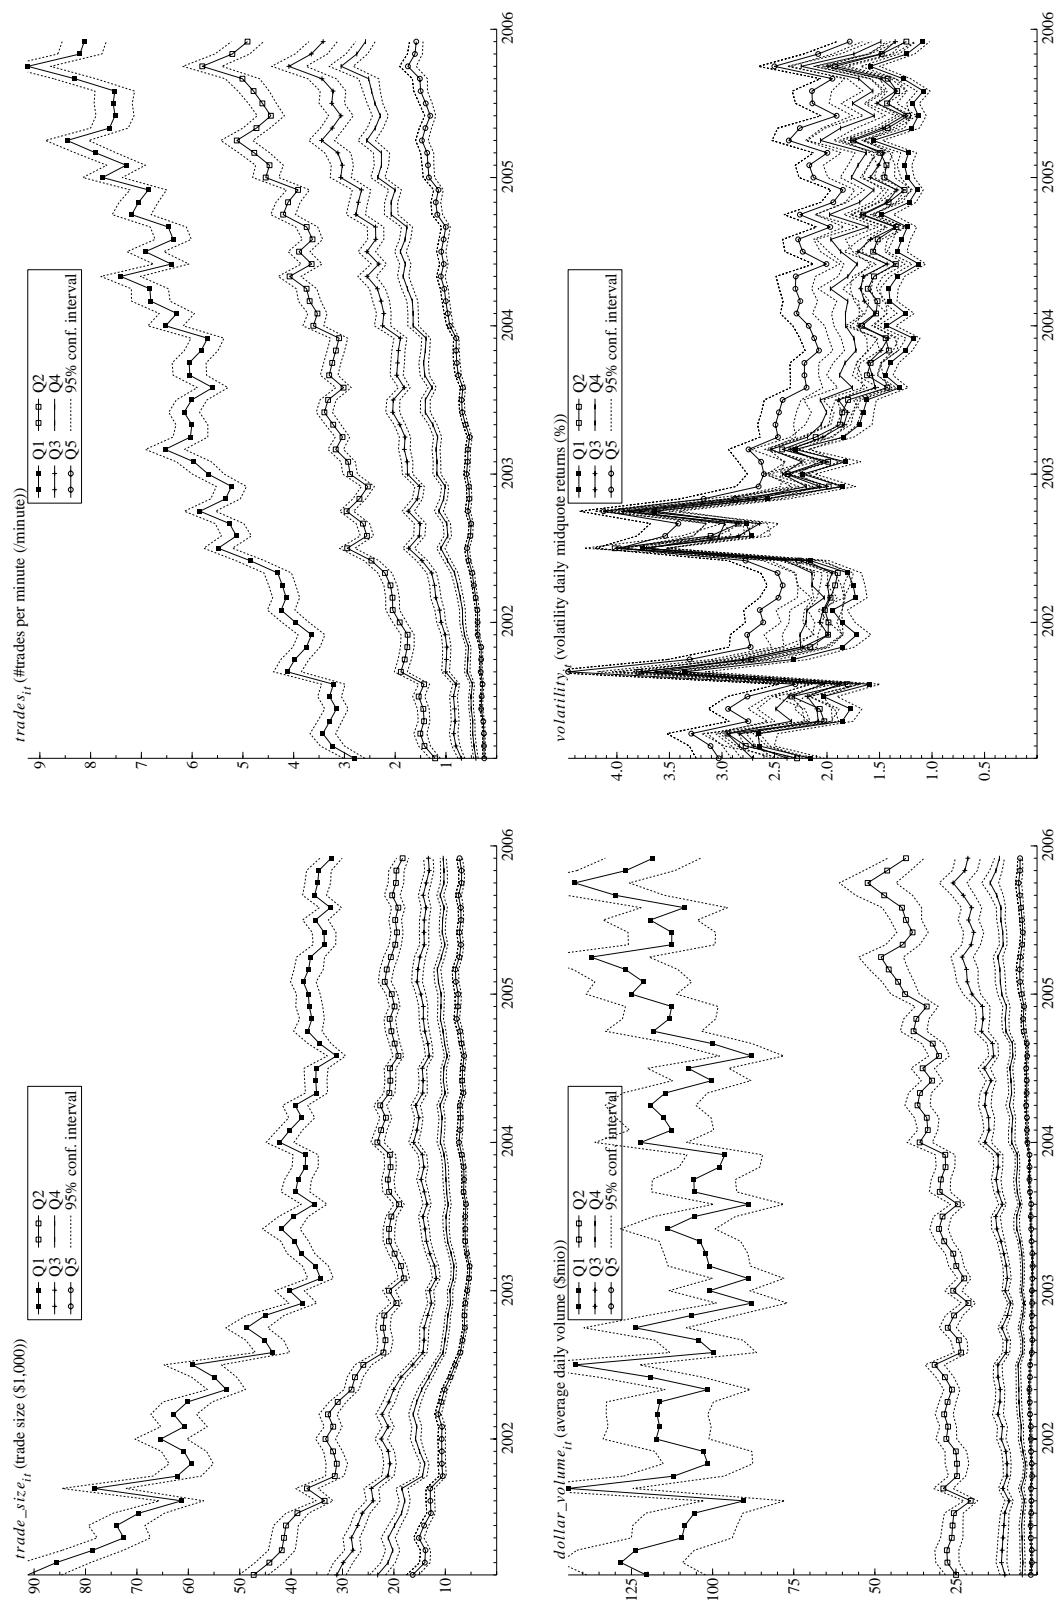 trade_size_it (trade size ($1,000))
Q1 Q2
Q3 Q4
Q5 95% conf. interval
90
80
70
60
50
40
30
20
10
2002 2003 2004 2005 2006
trades_it (#trades per minute (/minute))
Q1 Q2
Q3 Q4
Q5 95% conf. interval
9
8
7
6
5
4
3
2
1
2002 2003 2004 2005 2006
dollar_volume_it (average daily volume ($mio))
Q1 Q2
Q3 Q4
Q5 95% conf. interval
125
100
75
50
25
2002 2003 2004 2005 2006
volatility_it (volatility daily midquote returns (%))
Q1 Q2
Q3 Q4
Q5 95% conf. interval
4.0
3.5
3.0
2.5
2.0
1.5
1.0
0.5
2002 2003 2004 2005 2006